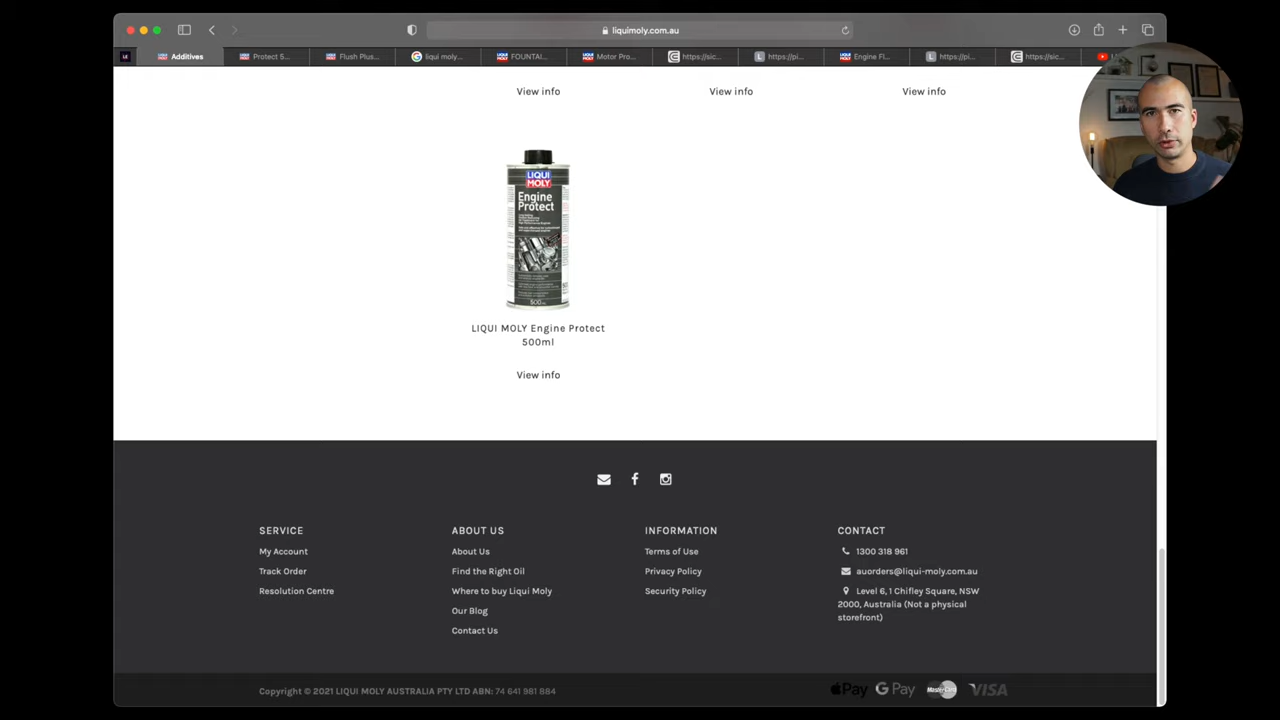 liquimoly.com.au
Additives
Protect 5...
Flush Plus...
liqui moly...
FOUNTAI...
Motor Pro...
https://sic...
https://pi...
Engine Fl...
https://pi...
https://sic...
View info
View info
View info
LIQUI
MOLY
Engine
Protect
500
LIQUI MOLY Engine Protect
500ml
View info
SERVICE
My Account
Track Order
Resolution Centre
ABOUT US
About Us
Find the Right Oil
Where to buy Liqui Moly
Our Blog
Contact Us
INFORMATION
Terms of Use
Privacy Policy
Security Policy
CONTACT
1300 318 961
auorders@liqui-moly.com.au
Level 6, 1 Chifley Square, NSW
2000, Australia (Not a physical
storefront)
Copyright © 2021 LIQUI MOLY AUSTRALIA PTY LTD ABN: 74 641 981 884
Pay
G Pay
MasterCard
VISA